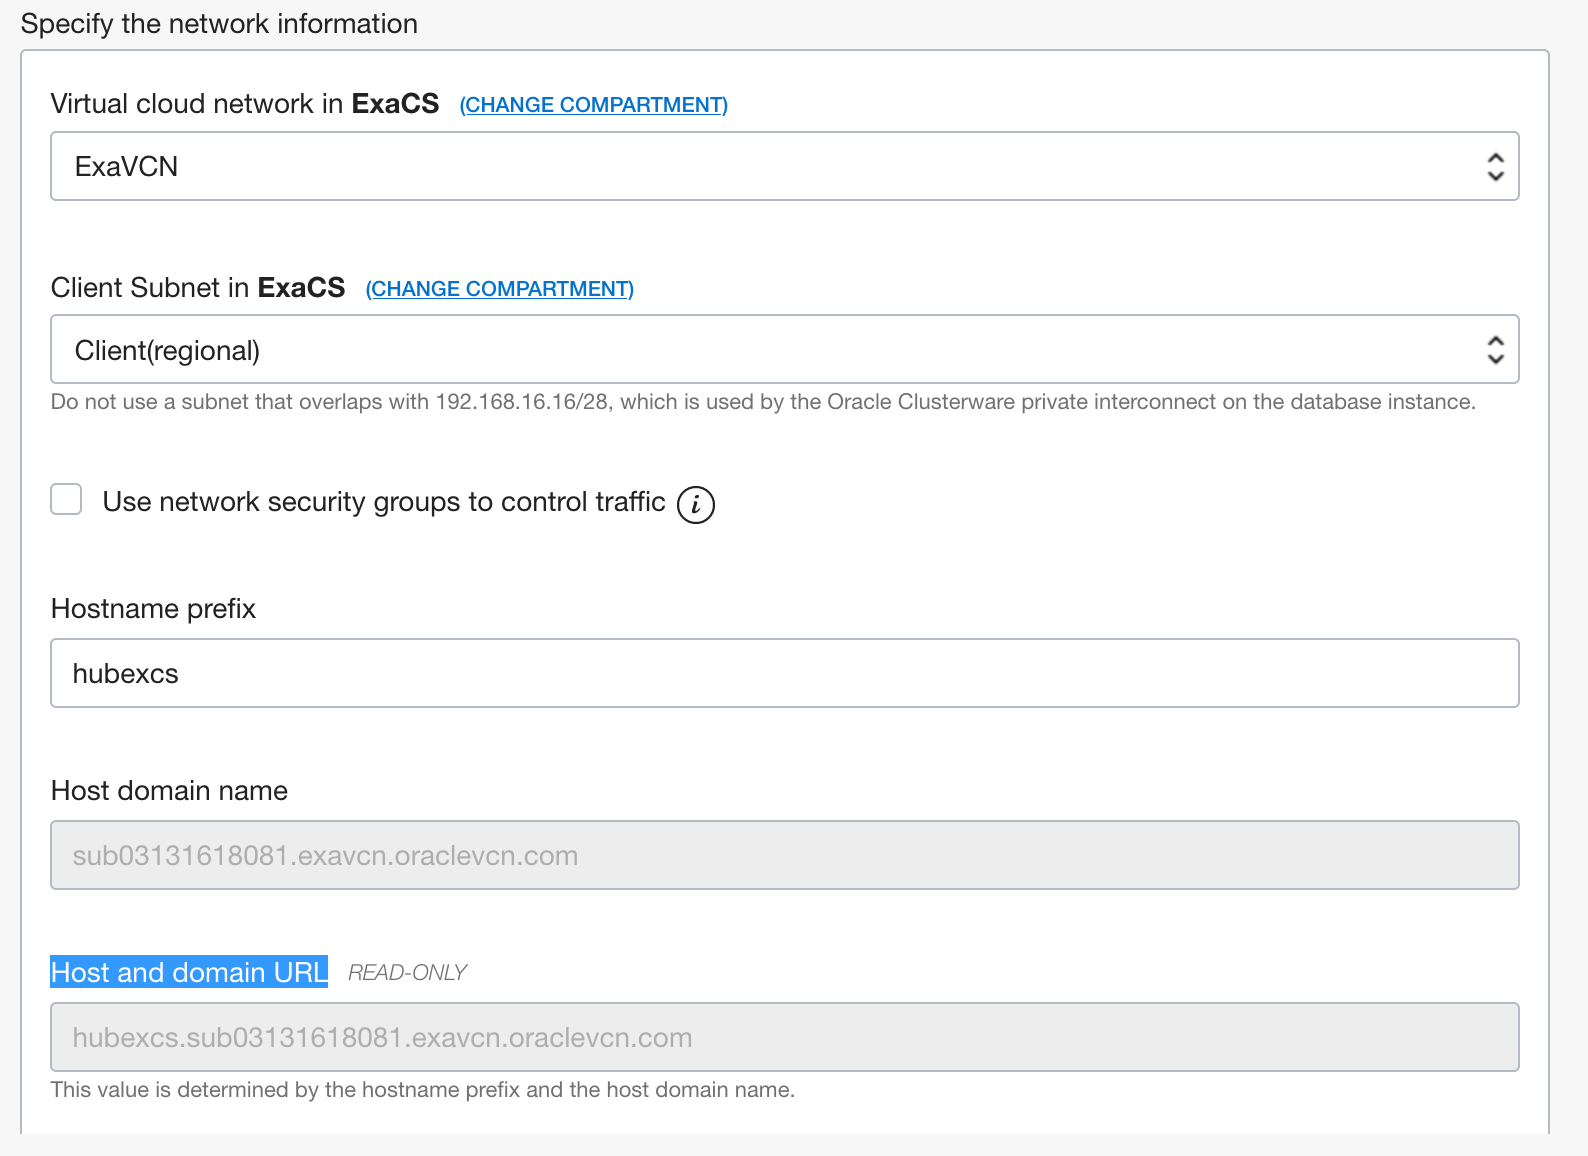 Specify the network information
Virtual cloud network in ExaCS (CHANGE COMPARTMENT)
ExaVCN
Client Subnet in ExaCS (CHANGE COMPARTMENT)
Client(regional)
Do not use a subnet that overlaps with 192.168.16.16/28, which is used by the Oracle Clusterware private interconnect on the database instance.
Use network security groups to control traffic i
Hostname prefix
hubexcs
Host domain name
sub03131618081.exavcn.oraclevcn.com
Host and domain URL READ-ONLY
hubexcs.sub03131618081.exavcn.oraclevcn.com
This value is determined by the hostname prefix and the host domain name.